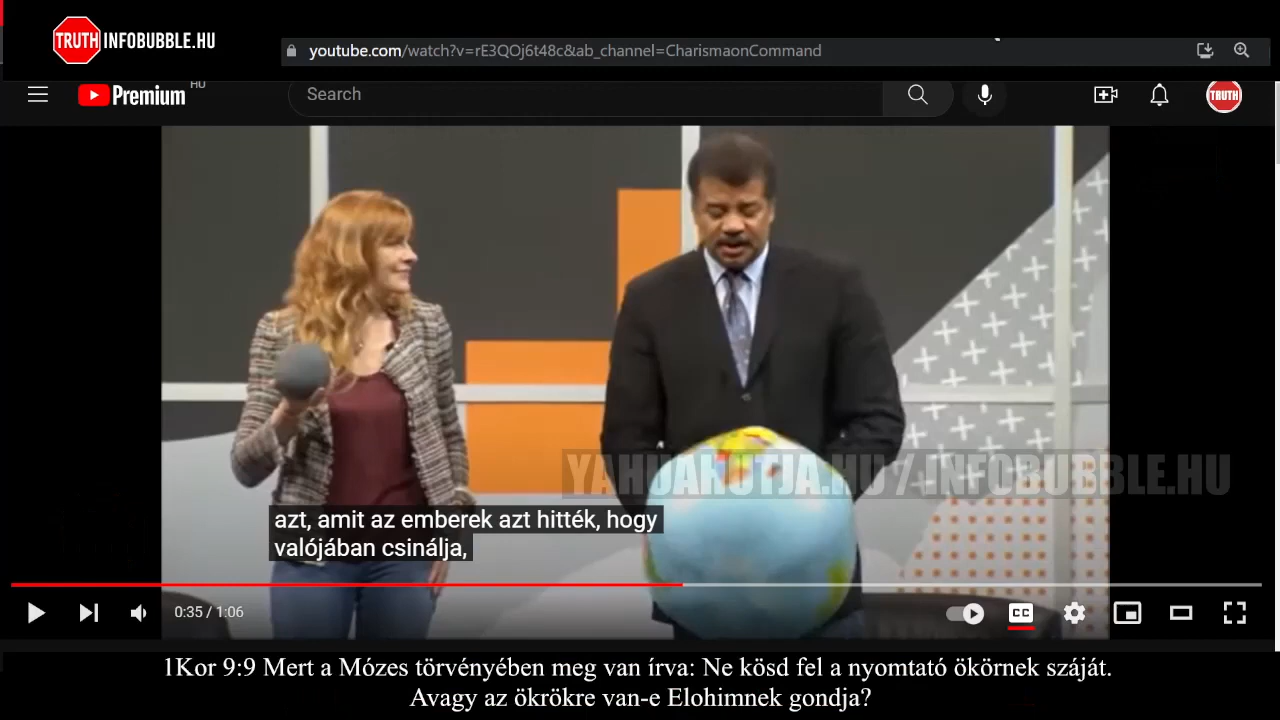 TRUTH INFOBUBBLE.HU
youtube.com/watch?v=rE3QOj6t48c&ab_channel=CharismaonCommand
Premium HU
Search
TRUTH
YAHUAHUTJA.HU/INFOBUBBLE.HU
azt, amit az emberek azt hitték, hogy
valójában csinálja,
0:35 / 1:06
CC
1Kor 9:9 Mert a Mózes törvényében meg van írva: Ne kösd fel a nyomtató ökörnek száját.
Avagy az ökrökre van-e Elohimnek gondja?